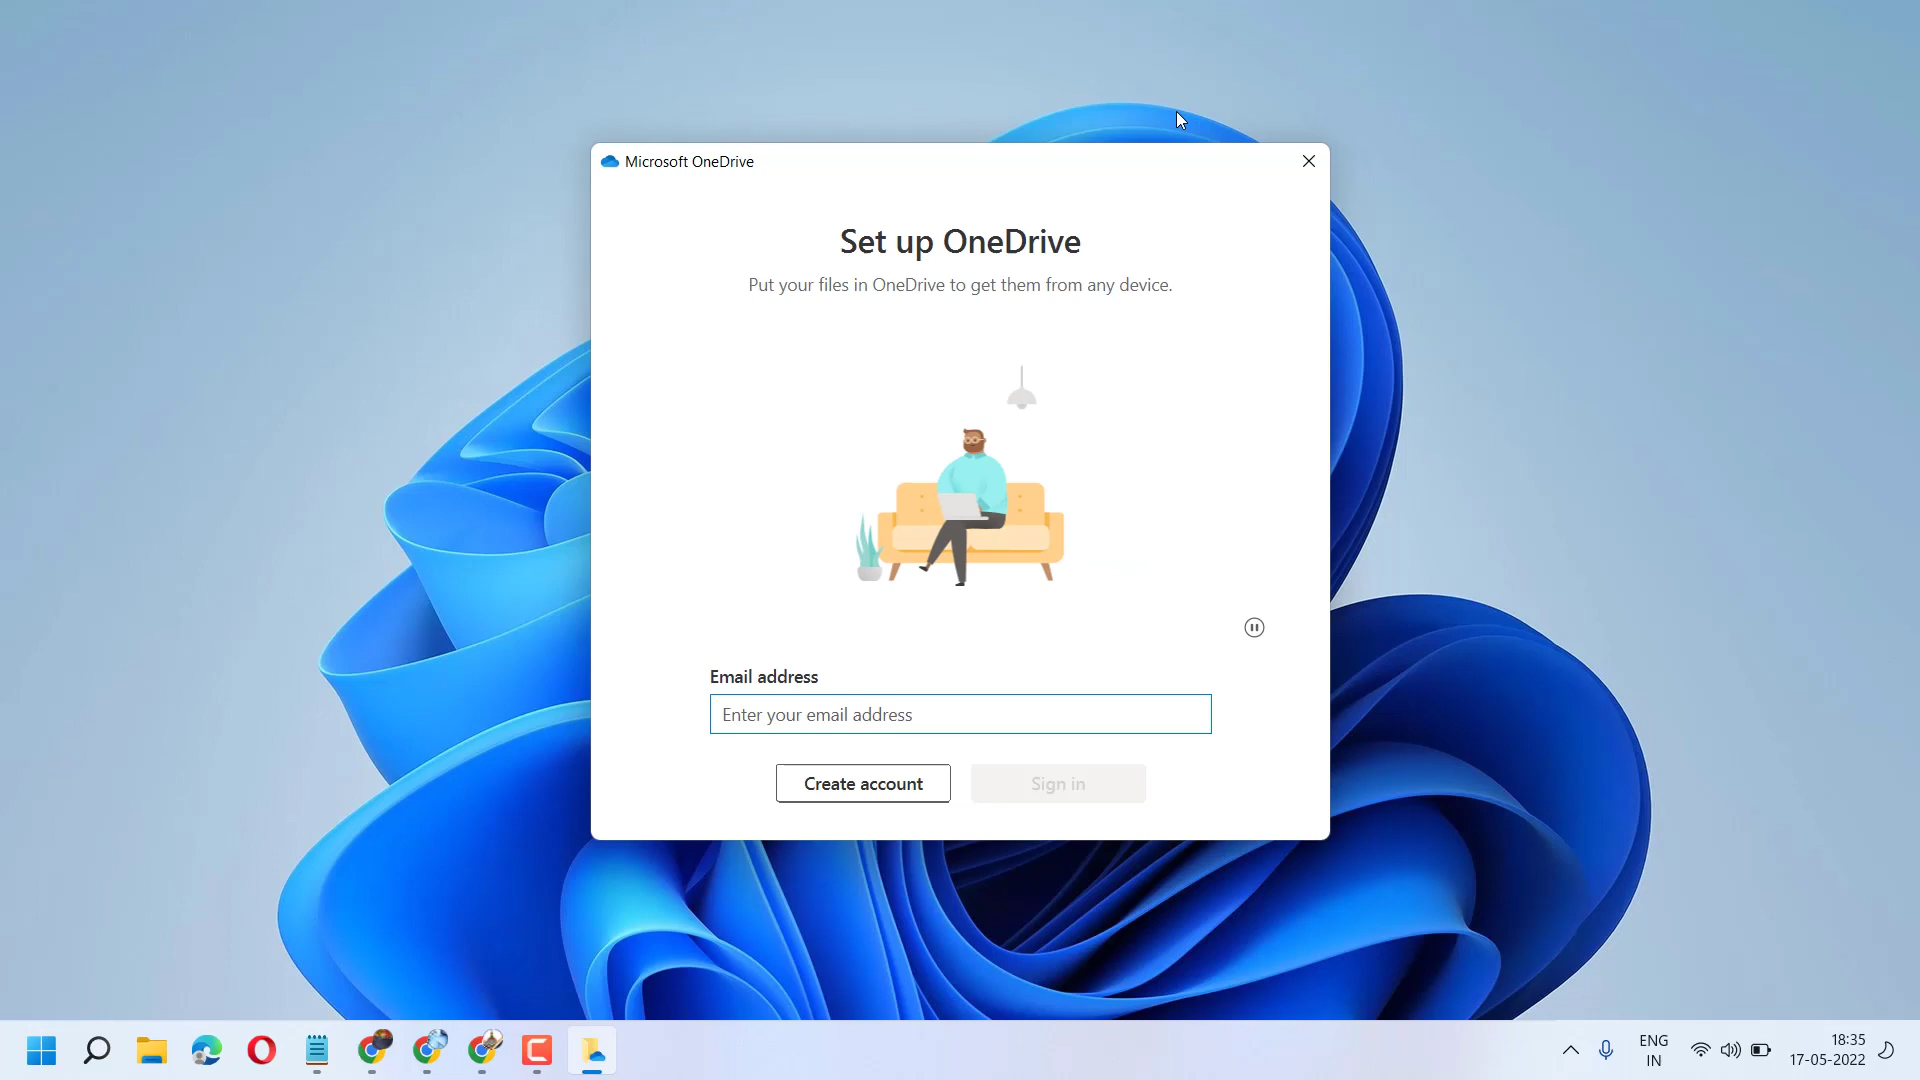 Microsoft OneDrive
Set up OneDrive
Put your files in OneDrive to get them from any device.
Email address
Enter your email address
Create account
Sign in
ENG
IN
18:35
17-05-2022